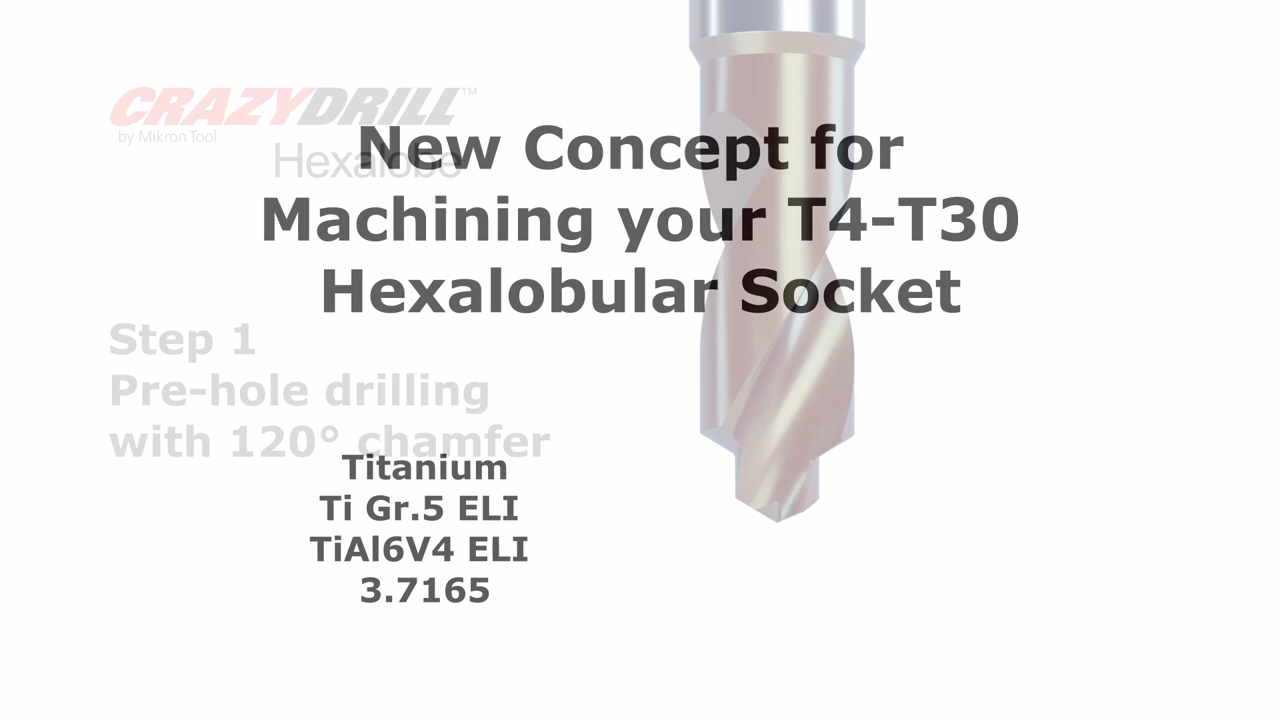 CRAZYDRILL™
by Mikron Tool
Hexalobe
New Concept for
Machining your T4-T30
Hexalobular Socket
Step 1
Pre-hole drilling
with 120° chamfer
Titanium
Ti Gr.5 ELI
TiAl6V4 ELI
3.7165